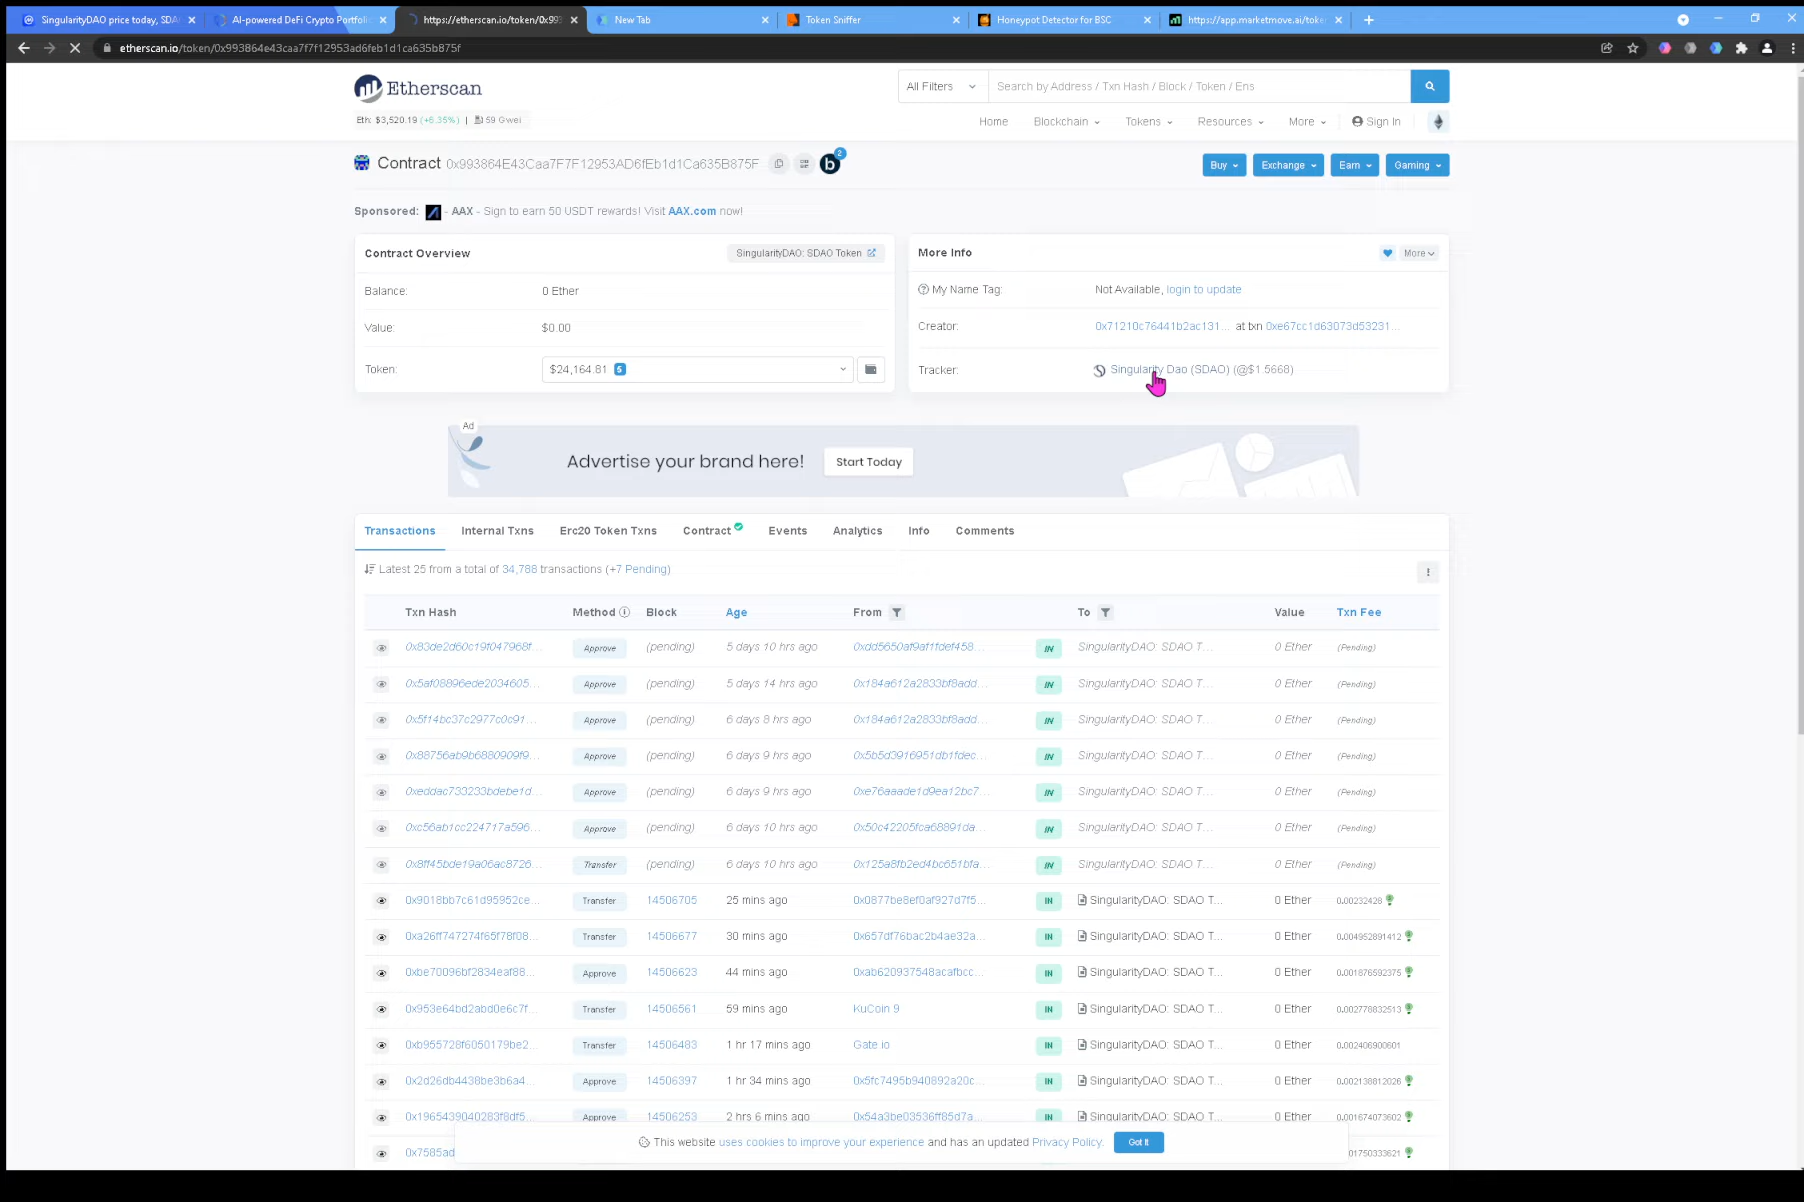 SingularityDAO price today, SDA
AI-powered DeFi Crypto Portfolio
https://etherscan.io/token/0x993
New Tab
Token Sniffer
Honeypot Detector for BSC
https://app.marketmove.ai/token
etherscan.io/token/0x993864e43caa7f7f12953ad6feb1d1ca635b875f
Etherscan
All Filters
Search by Address / Txn Hash / Block / Token / Ens
Eth: $3,520.19 (+6.35%) | 59 Gwei
Home Blockchain Tokens Resources More Sign In
Contract 0x993864E43Caa7F7F12953AD6fEb1d1Ca635B875F
b 2
Buy Exchange Earn Gaming
Sponsored: - AAX - Sign to earn 50 USDT rewards! Visit AAX.com now!
Contract Overview
SingularityDAO: SDAO Token
Balance: 0 Ether
Value: $0.00
Token: $24,164.81 5
More Info
More
My Name Tag: Not Available, login to update
Creator: 0x71210c76441b2ac131... at txn 0xe67cc1d63073d53231...
Tracker: Singularity Dao (SDAO) (@$1.5668)
Ad
Advertise your brand here! Start Today
Transactions Internal Txns Erc20 Token Txns Contract Events Analytics Info Comments
Latest 25 from a total of 34,788 transactions (+7 Pending)
Txn Hash Method Block Age From To Value Txn Fee
0x83de2d60c19f047968f... Approve (pending) 5 days 10 hrs ago 0xdd5650af9af1fdef458... IN SingularityDAO: SDAO T... 0 Ether (Pending)
0x5af08896ede2034605... Approve (pending) 5 days 14 hrs ago 0x184a612a2833bf8add... IN SingularityDAO: SDAO T... 0 Ether (Pending)
0x5f14bc37c2977c0c91... Approve (pending) 6 days 8 hrs ago 0x184a612a2833bf8add... IN SingularityDAO: SDAO T... 0 Ether (Pending)
0x88756ab9b6880909f9... Approve (pending) 6 days 9 hrs ago 0x5b5d3916951db1fdec... IN SingularityDAO: SDAO T... 0 Ether (Pending)
0xeddac733233bdebe1d... Approve (pending) 6 days 9 hrs ago 0xe76aaade1d9ea12bc7... IN SingularityDAO: SDAO T... 0 Ether (Pending)
0xc56ab1cc224717a596... Approve (pending) 6 days 10 hrs ago 0x50c42205fca68891da... IN SingularityDAO: SDAO T... 0 Ether (Pending)
0x8ff45bde19a06ac8726... Transfer (pending) 6 days 10 hrs ago 0x125a8fb2ed4bc651bfa... IN SingularityDAO: SDAO T... 0 Ether (Pending)
0x9018bb7c61d95952ce... Transfer 14506705 25 mins ago 0x0877be8ef0af927d7f5... IN SingularityDAO: SDAO T... 0 Ether 0.00232428
0xa26ff747274f65f78f08... Transfer 14506677 30 mins ago 0x657df76bac2b4ae32a... IN SingularityDAO: SDAO T... 0 Ether 0.004952891412
0xbe70096bf2834eaf88... Approve 14506623 44 mins ago 0xab620937548acafbcc... IN SingularityDAO: SDAO T... 0 Ether 0.001876592375
0x953e64bd2abd0e6c7f... Transfer 14506561 59 mins ago KuCoin 9 IN SingularityDAO: SDAO T... 0 Ether 0.002778832513
0xb955728f6050179be2... Transfer 14506483 1 hr 17 mins ago Gate.io IN SingularityDAO: SDAO T... 0 Ether 0.002406900601
0x2d26db4438be3b6a4... Approve 14506397 1 hr 34 mins ago 0x5fc7495b940892a20c... IN SingularityDAO: SDAO T... 0 Ether 0.002138812026
0x1965439040283f8df5... Approve 14506253 2 hrs 6 mins ago 0x54a3be03536ff85d7a... IN SingularityDAO: SDAO T... 0 Ether 0.001674073602
This website uses cookies to improve your experience and has an updated Privacy Policy. Got It
0x7585ad 01750333621